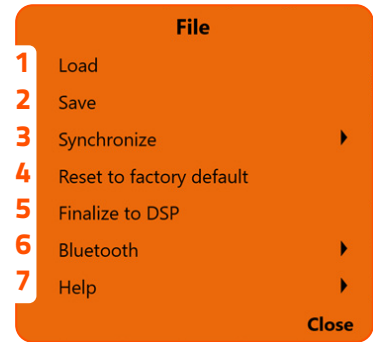 File
1 Load
2 Save
3 Synchronize
4 Reset to factory default
5 Finalize to DSP
6 Bluetooth
7 Help
Close